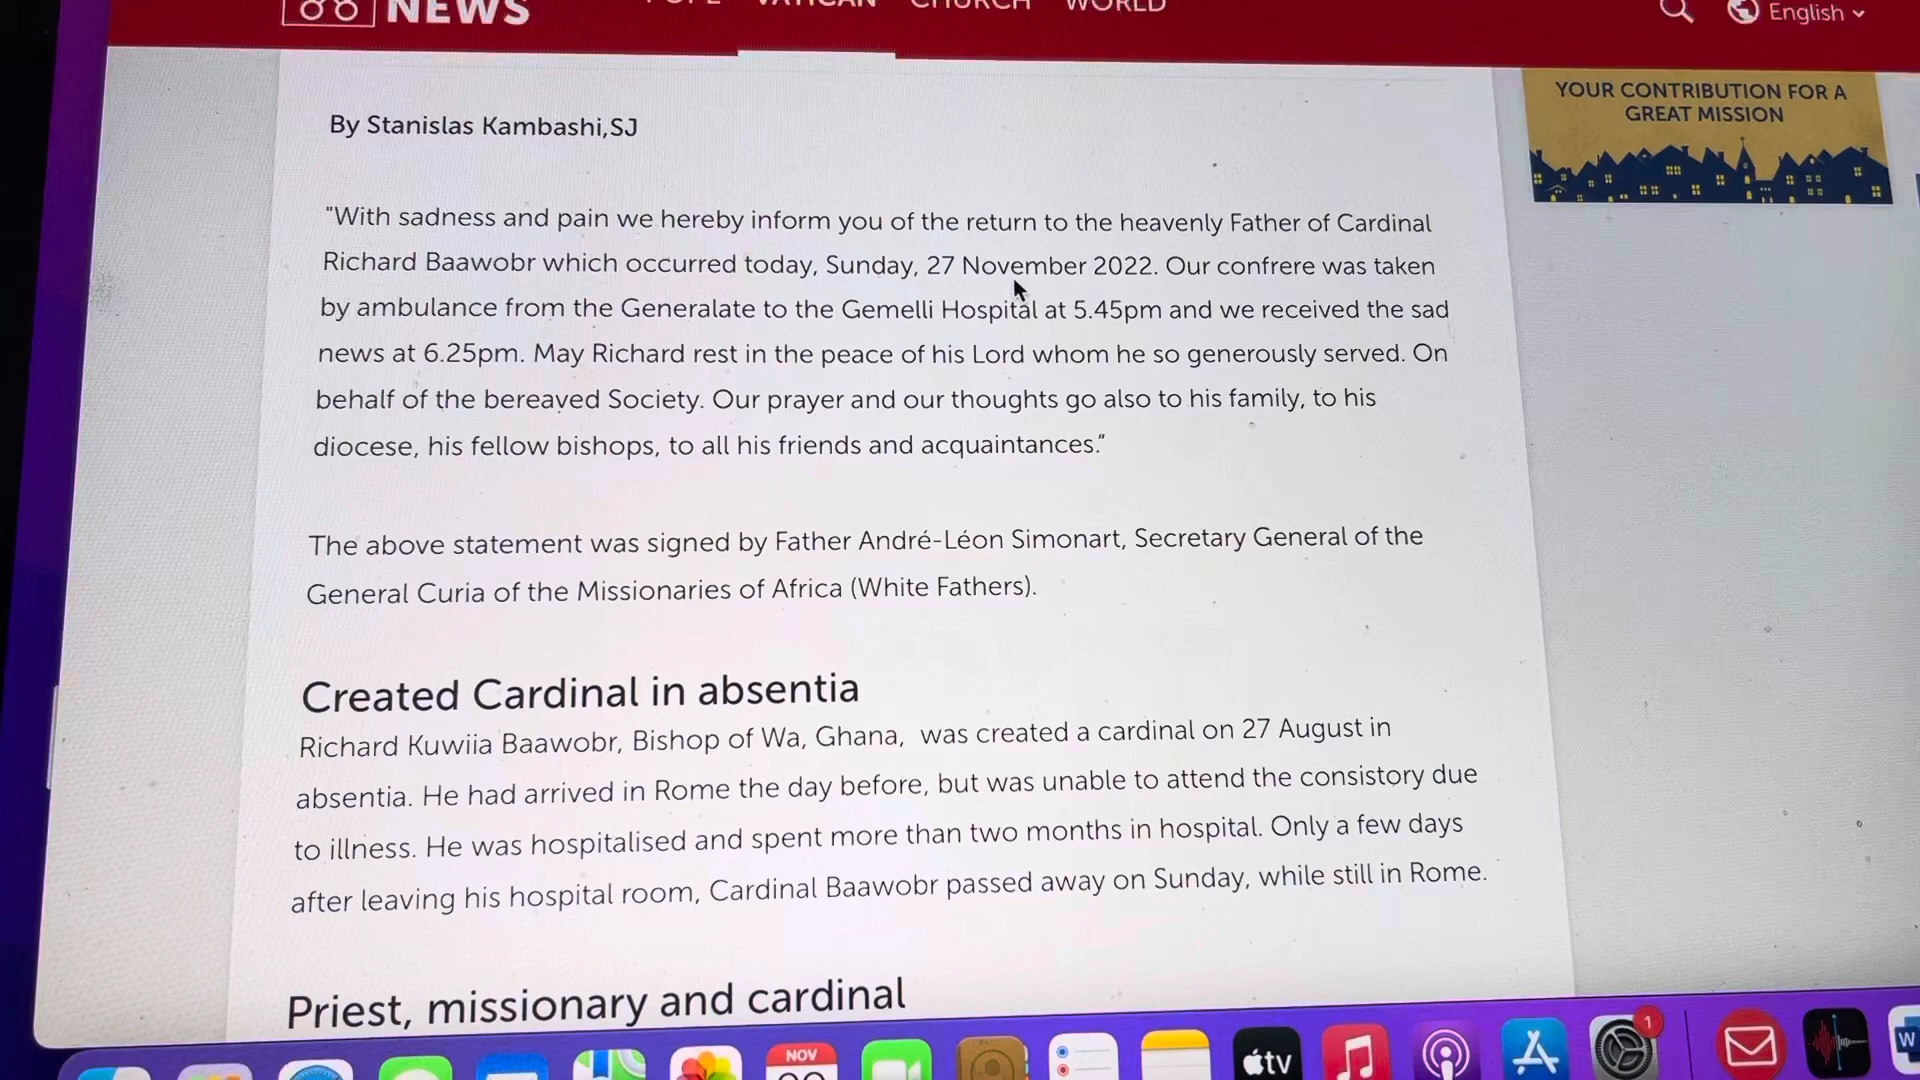 NEWS
POPE VATICAN CHURCH WORLD
English
YOUR CONTRIBUTION FOR A
GREAT MISSION
By Stanislas Kambashi,SJ
"With sadness and pain we hereby inform you of the return to the heavenly Father of Cardinal
Richard Baawobr which occurred today, Sunday, 27 November 2022. Our confrere was taken
by ambulance from the Generalate to the Gemelli Hospital at 5.45pm and we received the sad
news at 6.25pm. May Richard rest in the peace of his Lord whom he so generously served. On
behalf of the bereaved Society. Our prayer and our thoughts go also to his family, to his
diocese, his fellow bishops, to all his friends and acquaintances.”
The above statement was signed by Father André-Léon Simonart, Secretary General of the
General Curia of the Missionaries of Africa (White Fathers).
Created Cardinal in absentia
Richard Kuwiia Baawobr, Bishop of Wa, Ghana, was created a cardinal on 27 August in
absentia. He had arrived in Rome the day before, but was unable to attend the consistory due
to illness. He was hospitalised and spent more than two months in hospital. Only a few days
after leaving his hospital room, Cardinal Baawobr passed away on Sunday, while still in Rome.
Priest, missionary and cardinal
NOV
tv
1
W